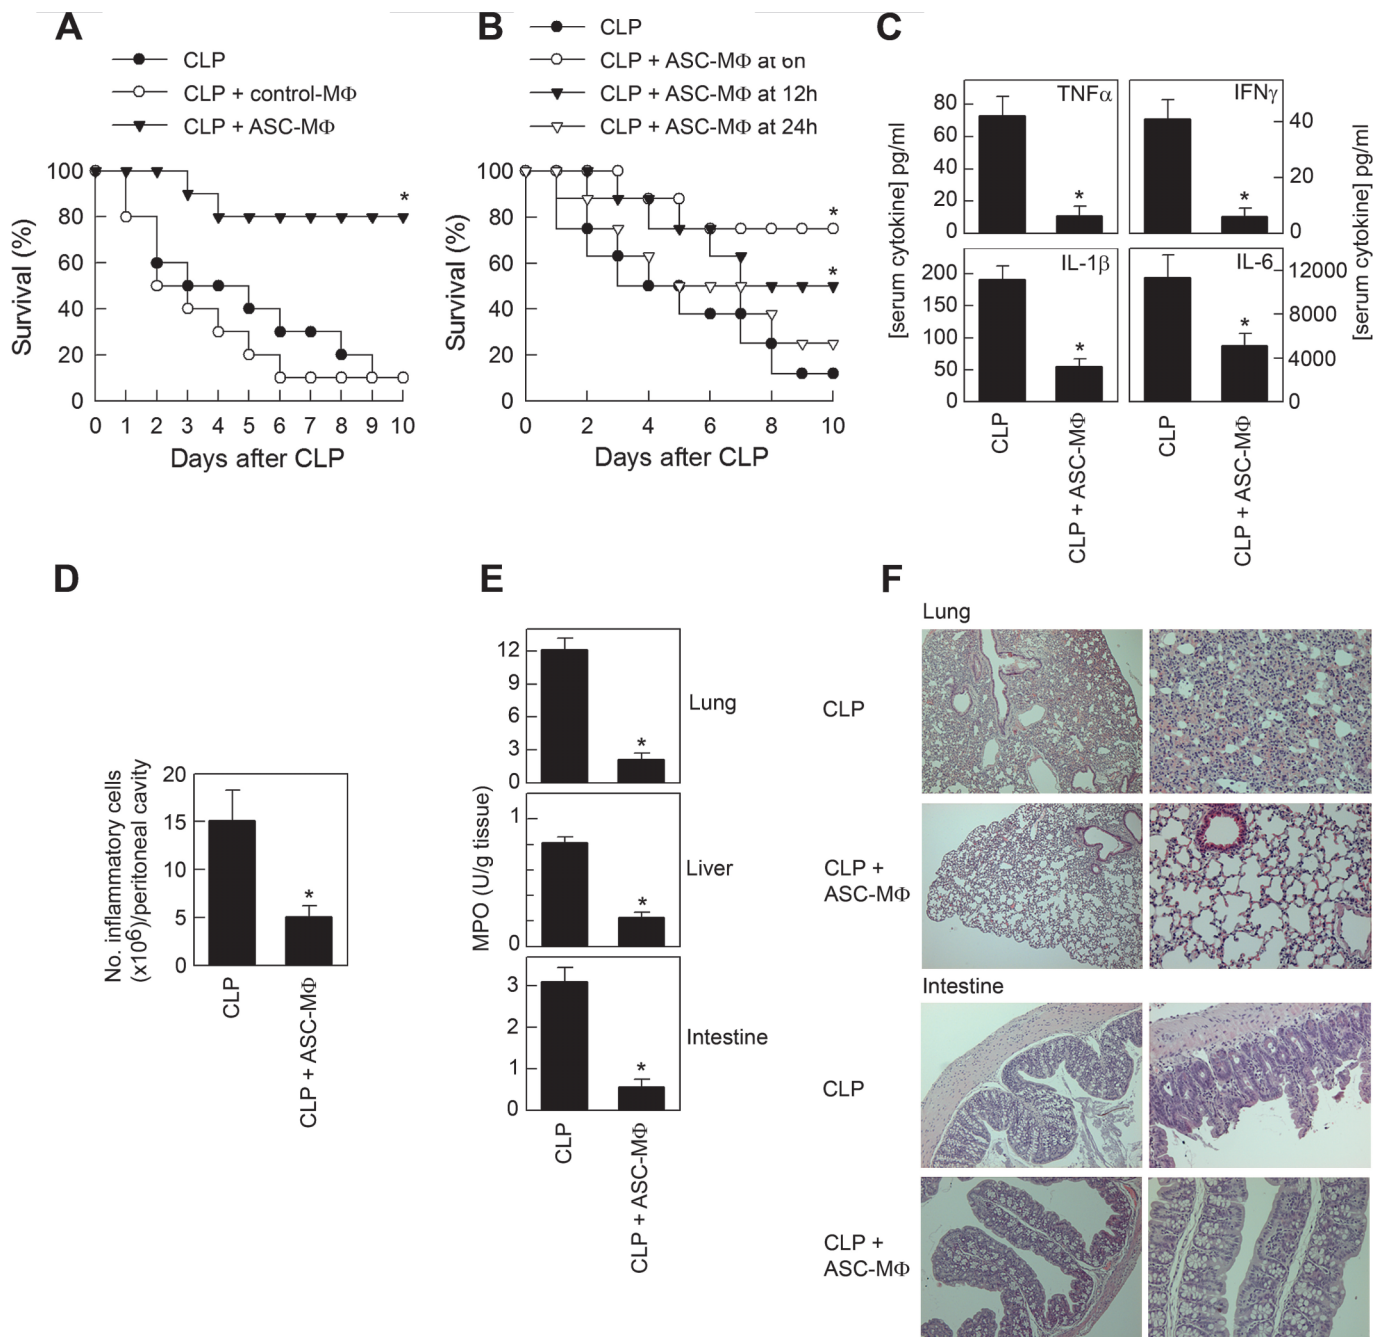 A
CLP
CLP + control-MΦ
CLP + ASC-MΦ
Survival (%)
100
80
60
40
20
0
*
0 1 2 3 4 5 6 7 8 9 10
Days after CLP
B
CLP
CLP + ASC-MΦ at 6h
CLP + ASC-MΦ at 12h
CLP + ASC-MΦ at 24h
Survival (%)
100
80
60
40
20
0
*
*
0 2 4 6 8 10
Days after CLP
C
[serum cytokine] pg/ml
80
60
40
20
0
TNFα
*
IFNγ
*
40
20
0
[serum cytokine] pg/ml
200
150
100
50
0
IL-1β
*
IL-6
*
12000
8000
4000
0
CLP
CLP + ASC-MΦ
CLP
CLP + ASC-MΦ
D
No. inflammatory cells
(x10⁶)/peritoneal cavity
20
15
10
5
0
*
CLP
CLP + ASC-MΦ
E
MPO (U/g tissue)
12
9
6
3
0
*
Lung
1
0
*
Liver
3
2
1
0
*
Intestine
CLP
CLP + ASC-MΦ
F
Lung
CLP
CLP +
ASC-MΦ
Intestine
CLP
CLP +
ASC-MΦ